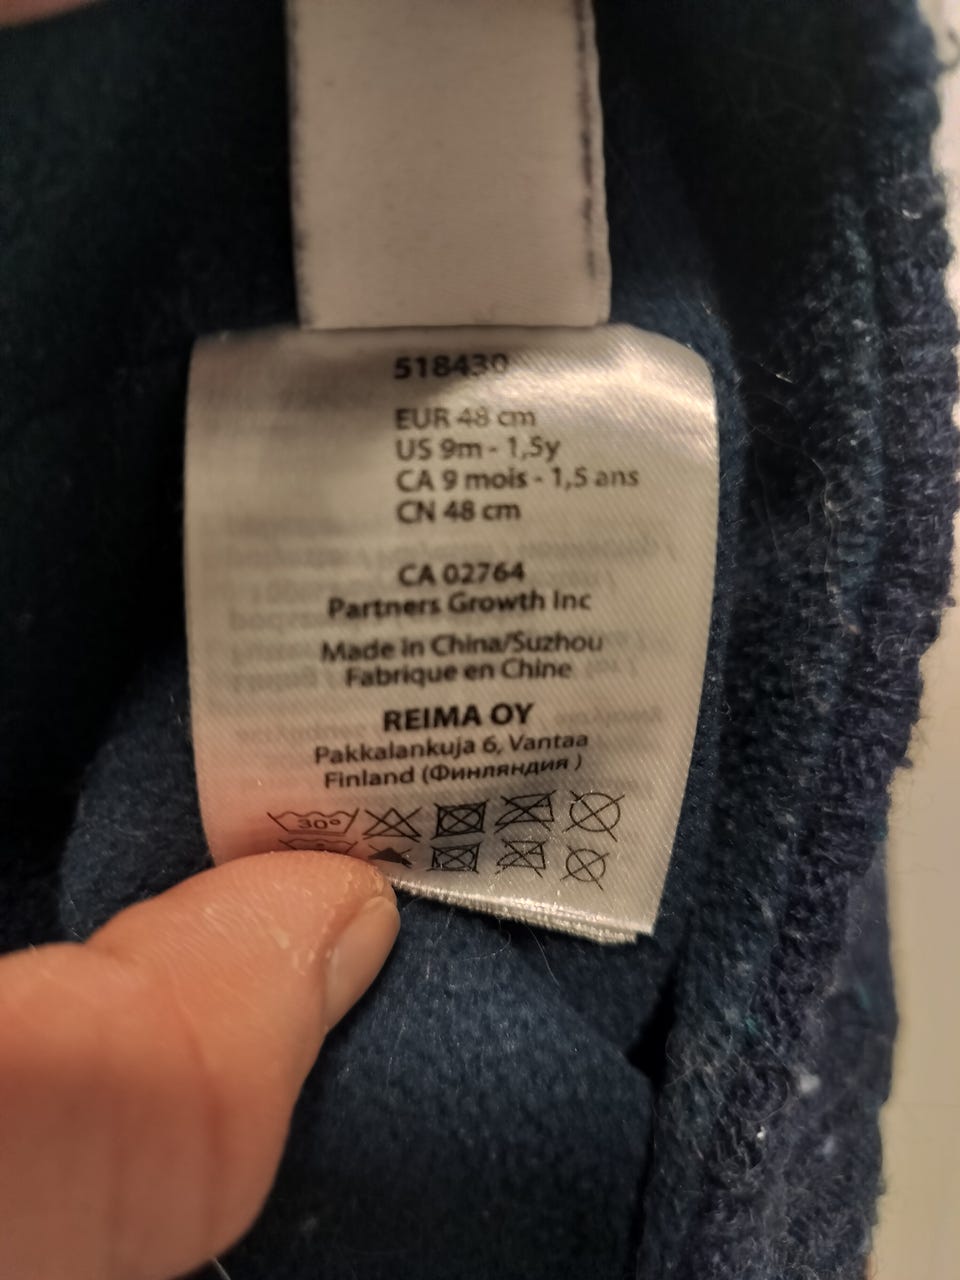 518430
EUR 48 cm
US 9m - 1,5y
CA 9 mois - 1,5 ans
CN 48 cm
CA 02764
Partners Growth Inc
Made in China/Suzhou
Fabrique en Chine
REIMA OY
Pakkalankuja 6, Vantaa
Finland (Финляндия )
30°